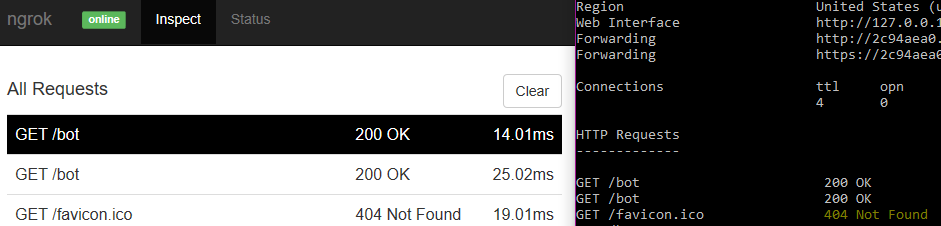 ngrok online Inspect Status
All Requests Clear
GET /bot 200 OK 14.01ms
GET /bot 200 OK 25.02ms
GET /favicon.ico 404 Not Found 19.01ms
Region United States (u
Web Interface http://127.0.0.1
Forwarding http://2c94aea0.
Forwarding https://2c94aea0
Connections ttl opn
4 0
HTTP Requests
-------------
GET /bot 200 OK
GET /bot 200 OK
GET /favicon.ico 404 Not Found